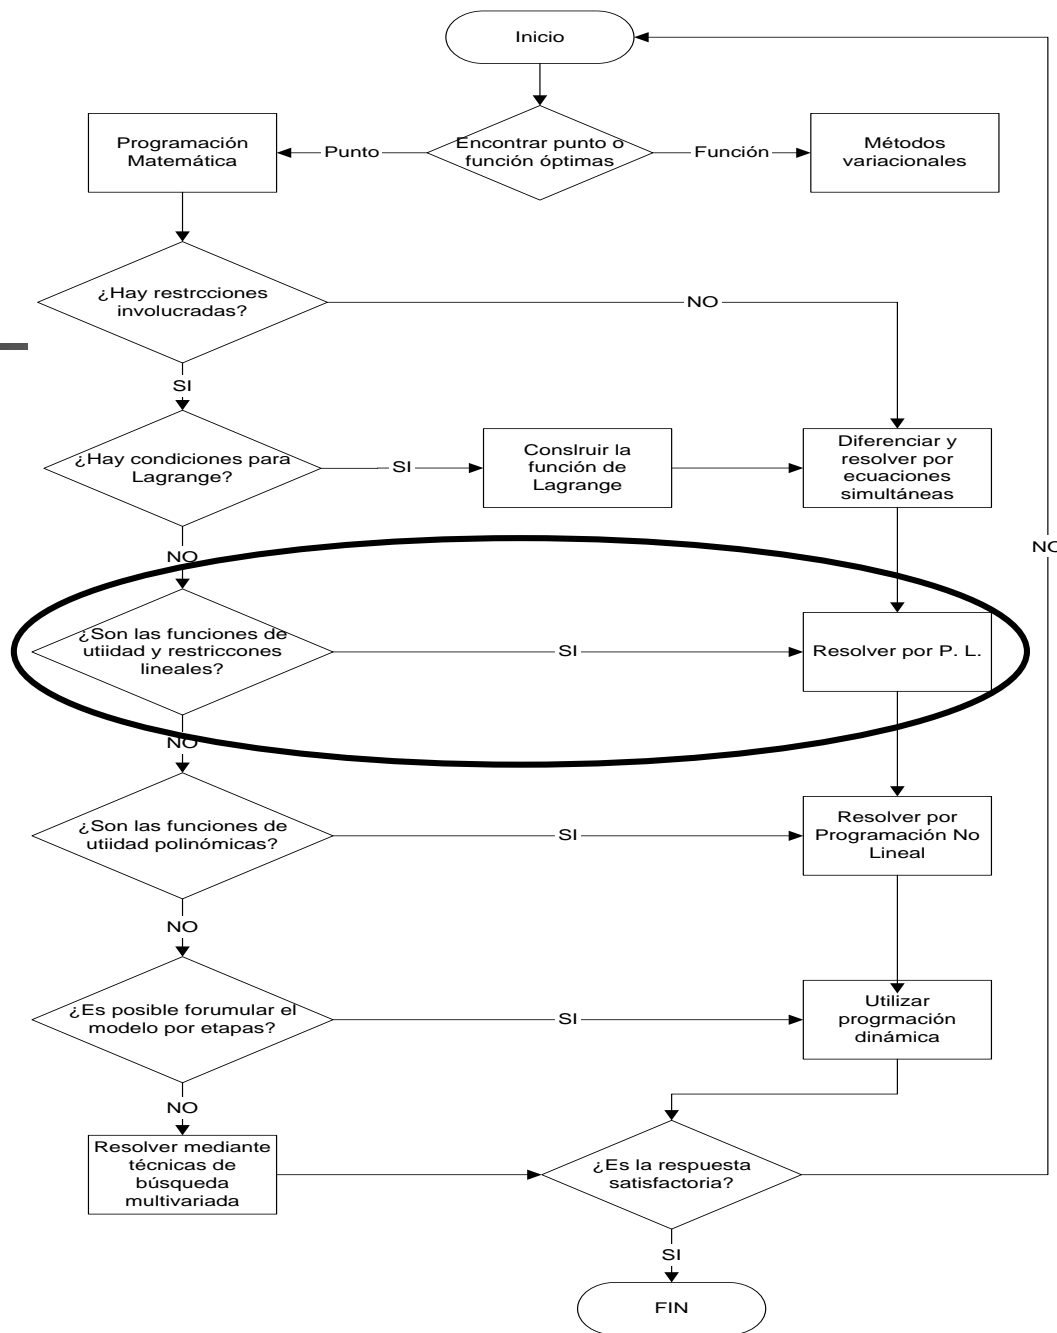 Inicio
Encontrar punto o
función óptimas
Punto
Programación
Matemática
Función
Métodos
variacionales
¿Hay restrcciones
involucradas?
NO
SI
¿Hay condiciones para
Lagrange?
SI
Conslruir la
función de
Lagrange
Diferenciar y
resolver por
ecuaciones
simultáneas
NO
NO
¿Son las funciones de
utiidad y restriccones
lineales?
SI
Resolver por P. L.
NO
¿Son las funciones de
utiidad polinómicas?
SI
Resolver por
Programación No
Lineal
NO
¿Es posible forumular el
modelo por etapas?
SI
Utilizar
progrmación
dinámica
NO
Resolver mediante
técnicas de
búsqueda
multivariada
¿Es la respuesta
satisfactoria?
SI
FIN